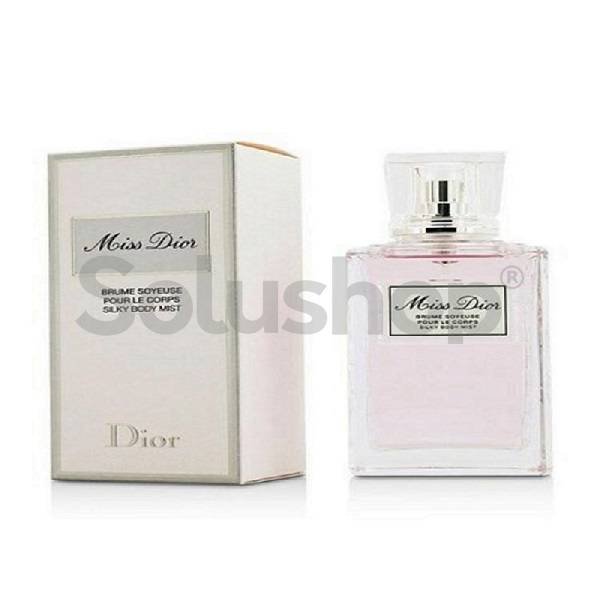 Miss Dior
BRUME SOYEUSE
POUR LE CORPS
SILKY BODY MIST
Dior
Miss Dior
BRUME SOYEUSE
POUR LE CORPS
SILKY BODY MIST
Solushop®